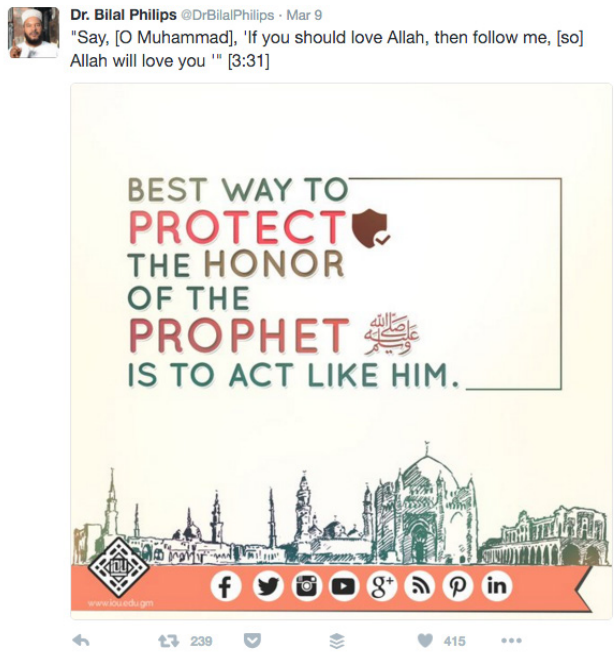 Dr. Bilal Philips @DrBilalPhilips · Mar 9
"Say, [O Muhammad], 'If you should love Allah, then follow me, [so]
Allah will love you '" [3:31]
BEST WAY TO
PROTECT
THE HONOR
OF THE
PROPHET ﷺ
IS TO ACT LIKE HIM.
IOU
www.iou.edu.gm
f g+ P in
239 415